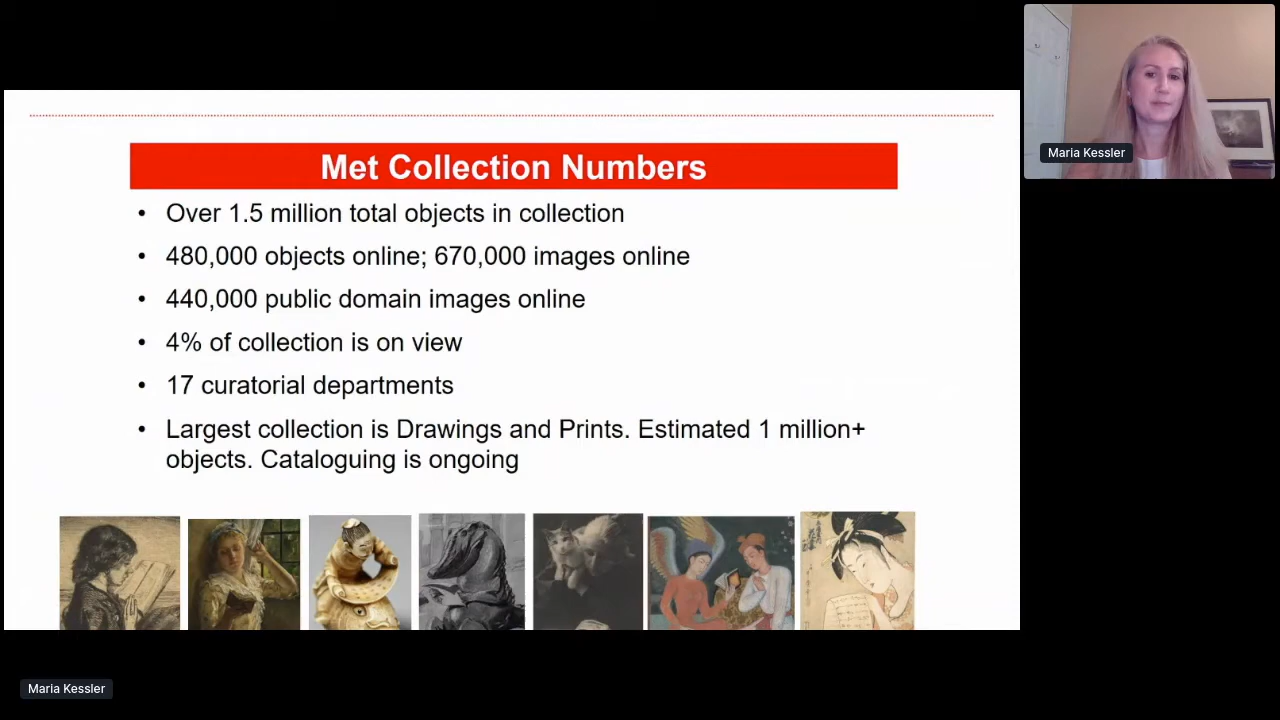 Met Collection Numbers
• Over 1.5 million total objects in collection
• 480,000 objects online; 670,000 images online
• 440,000 public domain images online
• 4% of collection is on view
• 17 curatorial departments
• Largest collection is Drawings and Prints. Estimated 1 million+
objects. Cataloguing is ongoing
Maria Kessler
Maria Kessler